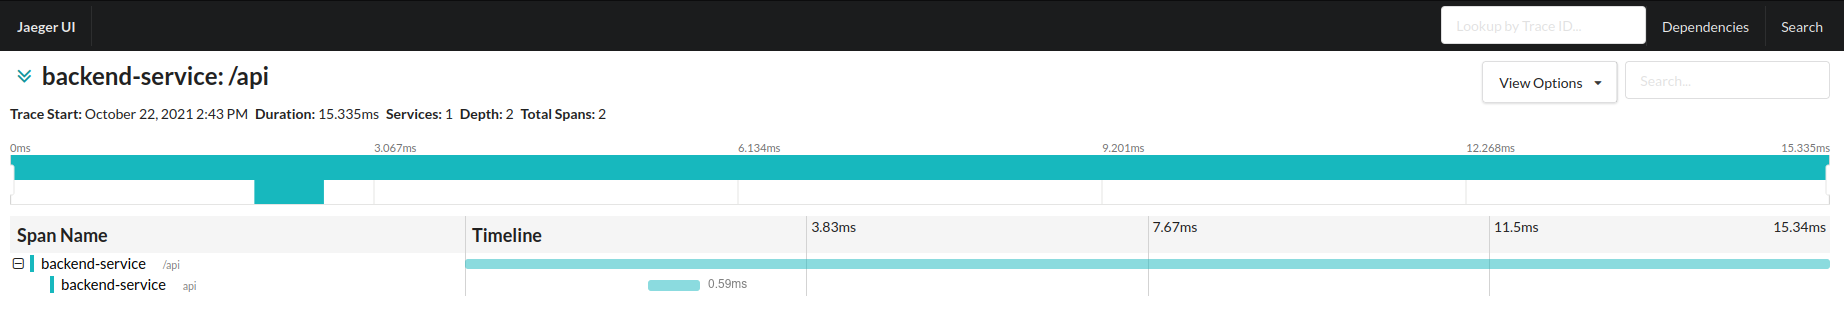 Jaeger UI Lookup by Trace ID... Dependencies Search
backend-service: /api View Options Search...
Trace Start: October 22, 2021 2:43 PM Duration: 15.335ms Services: 1 Depth: 2 Total Spans: 2
0ms 3.067ms 6.134ms 9.201ms 12.268ms 15.335ms
Span Name Timeline 3.83ms 7.67ms 11.5ms 15.34ms
backend-service /api
backend-service api 0.59ms